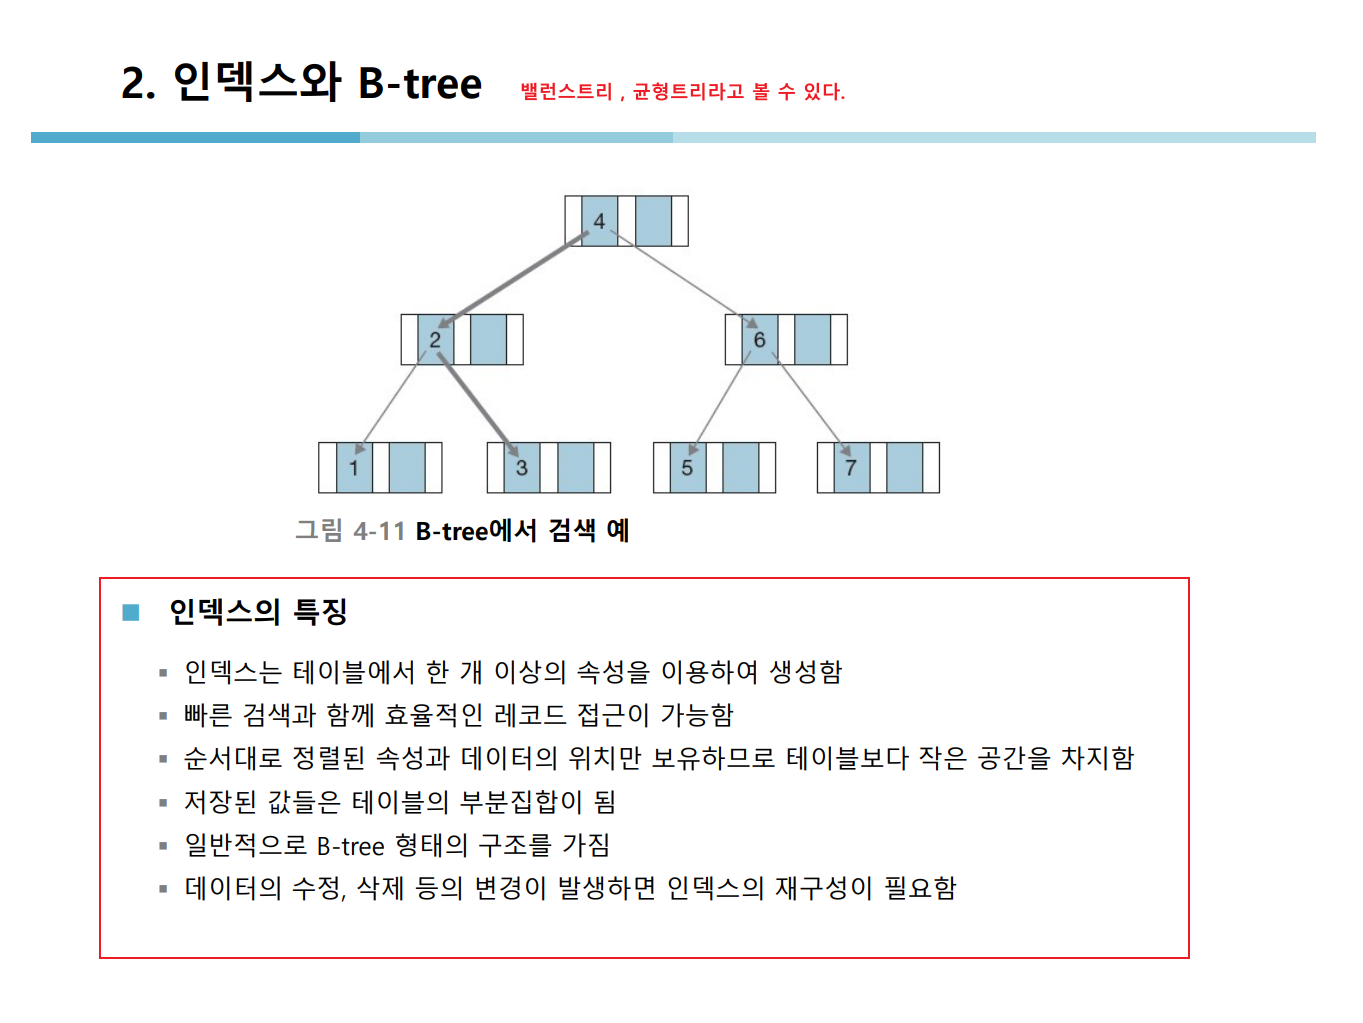 2. 인덱스와 B-tree 밸런스트리 , 균형트리라고 볼 수 있다.
4
2 6
1 3 5 7
그림 4-11 B-tree에서 검색 예
인덱스의 특징
인덱스는 테이블에서 한 개 이상의 속성을 이용하여 생성함
빠른 검색과 함께 효율적인 레코드 접근이 가능함
순서대로 정렬된 속성과 데이터의 위치만 보유하므로 테이블보다 작은 공간을 차지함
저장된 값들은 테이블의 부분집합이 됨
일반적으로 B-tree 형태의 구조를 가짐
데이터의 수정, 삭제 등의 변경이 발생하면 인덱스의 재구성이 필요함